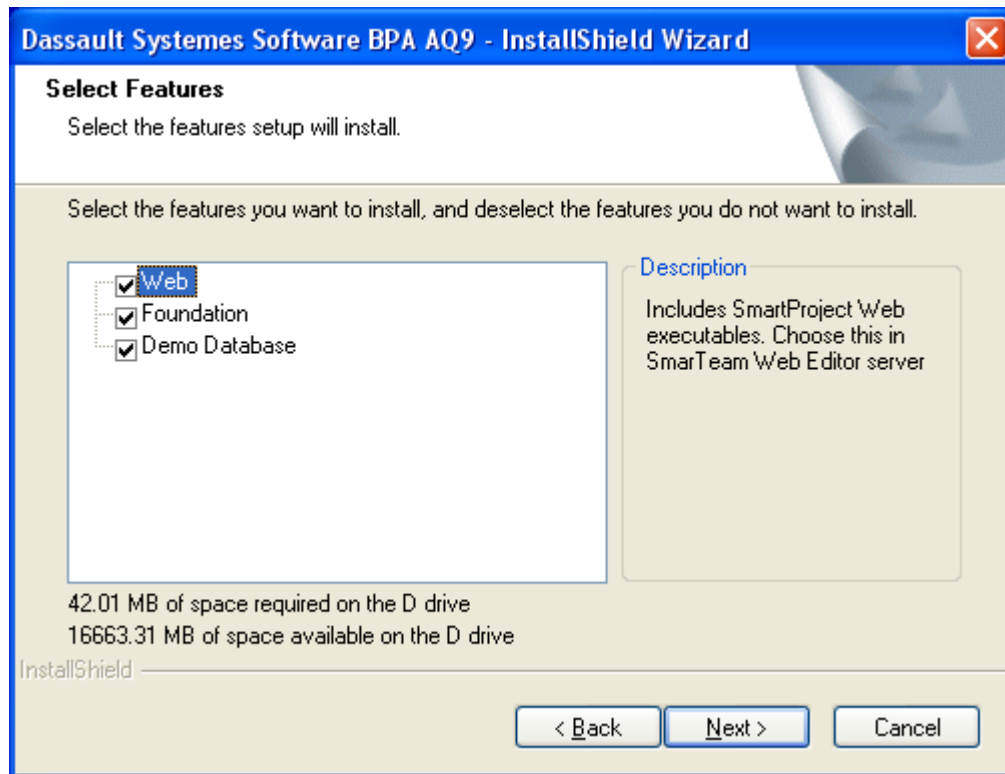 Dassault Systemes Software BPA AQ9 - InstallShield Wizard
Select Features
Select the features setup will install.
Select the features you want to install, and deselect the features you do not want to install.
Web
Foundation
Demo Database
Description
Includes SmartProject Web
executables. Choose this in
SmarTeam Web Editor server
42.01 MB of space required on the D drive
16663.31 MB of space available on the D drive
InstallShield
< Back
Next >
Cancel